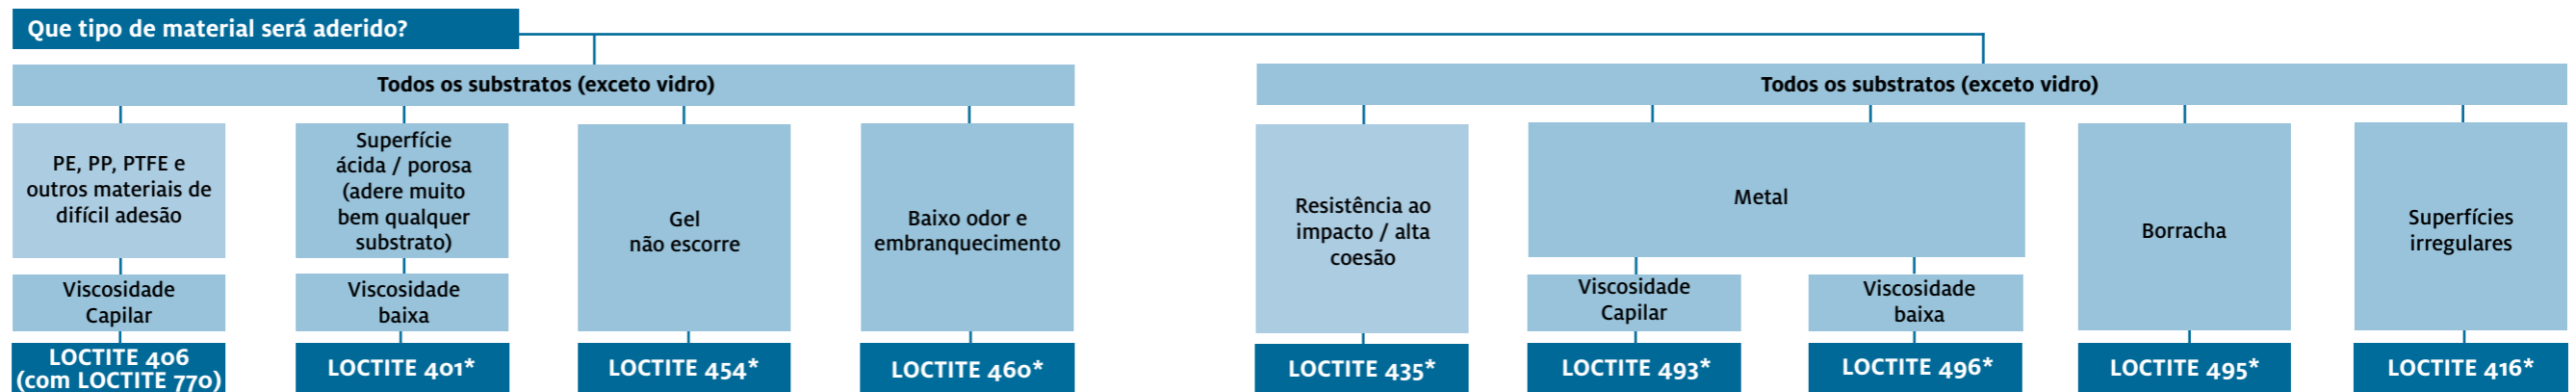 Que tipo de material será aderido?
Todos os substratos (exceto vidro)
PE, PP, PTFE e
outros materiais de
difícil adesão
Viscosidade
Capilar
LOCTITE 406
(com LOCTITE 770)
Superfície
ácida / porosa
(adere muito
bem qualquer
substrato)
Viscosidade
baixa
LOCTITE 401*
Gel
não escorre
LOCTITE 454*
Baixo odor e
embranquecimento
LOCTITE 460*
Todos os substratos (exceto vidro)
Resistência ao
impacto / alta
coesão
LOCTITE 435*
Metal
Viscosidade
Capilar
LOCTITE 493*
Viscosidade
baixa
LOCTITE 496*
Borracha
LOCTITE 495*
Superfícies
irregulares
LOCTITE 416*